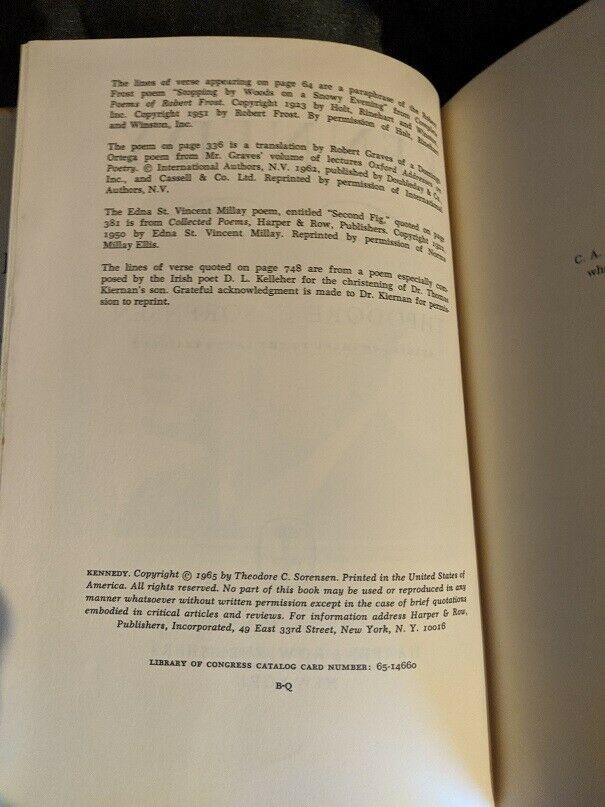 The lines of verse appearing on page 64 are a paraphrase of the Robert
Frost poem "Stopping by Woods on a Snowy Evening" from Complete
Poems of Robert Frost. Copyright 1923 by Holt, Rinehart and Winston,
Inc. Copyright 1951 by Robert Frost. By permission of Holt, Rinehart
and Winston, Inc.
The poem on page 336 is a translation by Robert Graves of a Domingo
Ortega poem from Mr. Graves' volume of lectures Oxford Addresses on
Poetry. © International Authors, N.V. 1962, published by Doubleday & Co.,
Inc., and Cassell & Co. Ltd. Reprinted by permission of International
Authors, N.V.
The Edna St. Vincent Millay poem, entitled "Second Fig," quoted on page
381 is from Collected Poems, Harper & Row, Publishers. Copyright 1922,
1950 by Edna St. Vincent Millay. Reprinted by permission of Norma
Millay Ellis.
The lines of verse quoted on page 748 are from a poem especially com-
posed by the Irish poet D. L. Kelleher for the christening of Dr. Thomas
Kiernan's son. Grateful acknowledgment is made to Dr. Kiernan for permis-
sion to reprint.
KENNEDY. Copyright © 1965 by Theodore C. Sorensen. Printed in the United States of
America. All rights reserved. No part of this book may be used or reproduced in any
manner whatsoever without written permission except in the case of brief quotations
embodied in critical articles and reviews. For information address Harper & Row,
Publishers, Incorporated, 49 East 33rd Street, New York, N. Y. 10016
LIBRARY OF CONGRESS CATALOG CARD NUMBER: 65-14660
B-Q
C. A.